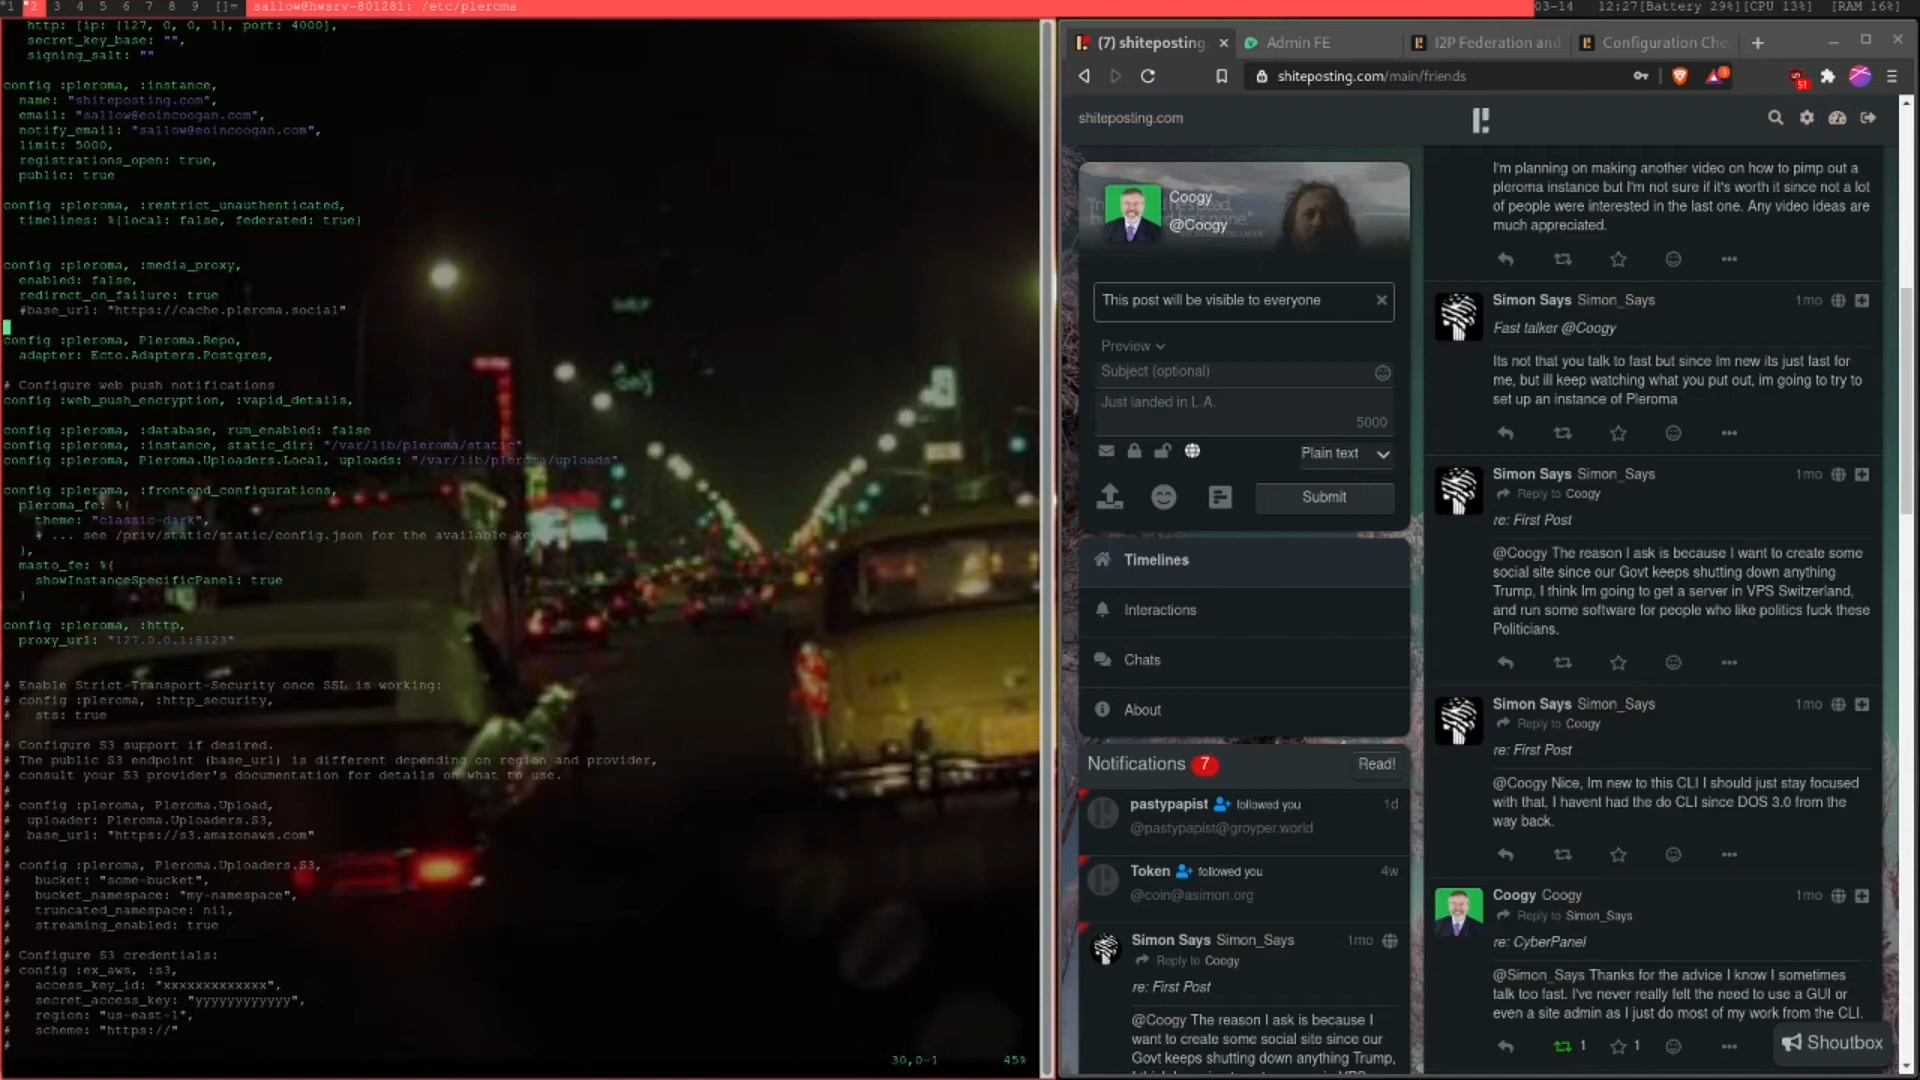 *1 *2 3 4 5 6 7 8 9 []= sallow@hwsrv-801281: /etc/pleroma 03-14 12:27[Battery 29%][CPU 13%] [RAM 16%]
http: [ip: {127, 0, 0, 1}, port: 4000],
secret_key_base: "",
signing_salt: ""
config :pleroma, :instance,
name: "shiteposting.com",
email: "sallow@eoincoogan.com",
notify_email: "sallow@eoincoogan.com",
limit: 5000,
registrations_open: true,
public: true
config :pleroma, :restrict_unauthenticated,
timelines: %{local: false, federated: true}
config :pleroma, :media_proxy,
enabled: false,
redirect_on_failure: true
#base_url: "https://cache.pleroma.social"
config :pleroma, Pleroma.Repo,
adapter: Ecto.Adapters.Postgres,
# Configure web push notifications
config :web_push_encryption, :vapid_details,
config :pleroma, :database, rum_enabled: false
config :pleroma, :instance, static_dir: "/var/lib/pleroma/static"
config :pleroma, Pleroma.Uploaders.Local, uploads: "/var/lib/pleroma/uploads"
config :pleroma, :frontend_configurations,
pleroma_fe: %{
theme: "classic-dark",
# ... see /priv/static/static/config.json for the available
},
masto_fe: %{
showInstanceSpecificPanel: true
}
config :pleroma, :http,
proxy_url: "127.0.0.1:8123"
# Enable Strict-Transport-Security once SSL is working:
# config :pleroma, :http_security,
# sts: true
# Configure S3 support if desired.
# The public S3 endpoint (base_url) is different depending on region and provider,
# consult your S3 provider's documentation for details on what to use.
#
# config :pleroma, Pleroma.Upload,
# uploader: Pleroma.Uploaders.S3,
# base_url: "https://s3.amazonaws.com"
#
# config :pleroma, Pleroma.Uploaders.S3,
# bucket: "some-bucket",
# bucket_namespace: "my-namespace",
# truncated_namespace: nil,
# streaming_enabled: true
#
# Configure S3 credentials:
# config :ex_aws, :s3,
# access_key_id: "xxxxxxxxxxxxx",
# secret_access_key: "yyyyyyyyyyyy",
# region: "us-east-1",
# scheme: "https://"
#
30,0-1 45%
(7) shiteposting. Admin FE I2P Federation and Configuration Che
shiteposting.com/main/friends
51
shiteposting.com
Coogy
@Coogy
This post will be visible to everyone
Preview
Subject (optional)
Just landed in L.A.
5000
Plain text
Submit
Timelines
Interactions
Chats
About
Notifications 7 Read!
pastypapist followed you 1d
@pastypapist@groyper.world
Token followed you 4w
@coin@asimon.org
Simon Says Simon_Says 1mo
Reply to Coogy
re: First Post
@Coogy The reason I ask is because I
want to create some social site since our
Govt keeps shutting down anything Trump,
I'm planning on making another video on how to pimp out a
pleroma instance but I'm not sure if it's worth it since not a lot
of people were interested in the last one. Any video ideas are
much appreciated.
Simon Says Simon_Says 1mo
Fast talker @Coogy
Its not that you talk to fast but since Im new its just fast for
me, but ill keep watching what you put out, im going to try to
set up an instance of Pleroma
Simon Says Simon_Says 1mo
Reply to Coogy
re: First Post
@Coogy The reason I ask is because I want to create some
social site since our Govt keeps shutting down anything
Trump, I think Im going to get a server in VPS Switzerland,
and run some software for people who like politics fuck these
Politicians.
Simon Says Simon_Says 1mo
Reply to Coogy
re: First Post
@Coogy Nice, Im new to this CLI I should just stay focused
with that, I havent had the do CLI since DOS 3.0 from the
way back.
Coogy Coogy 1mo
Reply to Simon_Says
re: CyberPanel
@Simon_Says Thanks for the advice I know I sometimes
talk too fast. I've never really felt the need to use a GUI or
even a site admin as I just do most of my work from the CLI.
1 1
Shoutbox